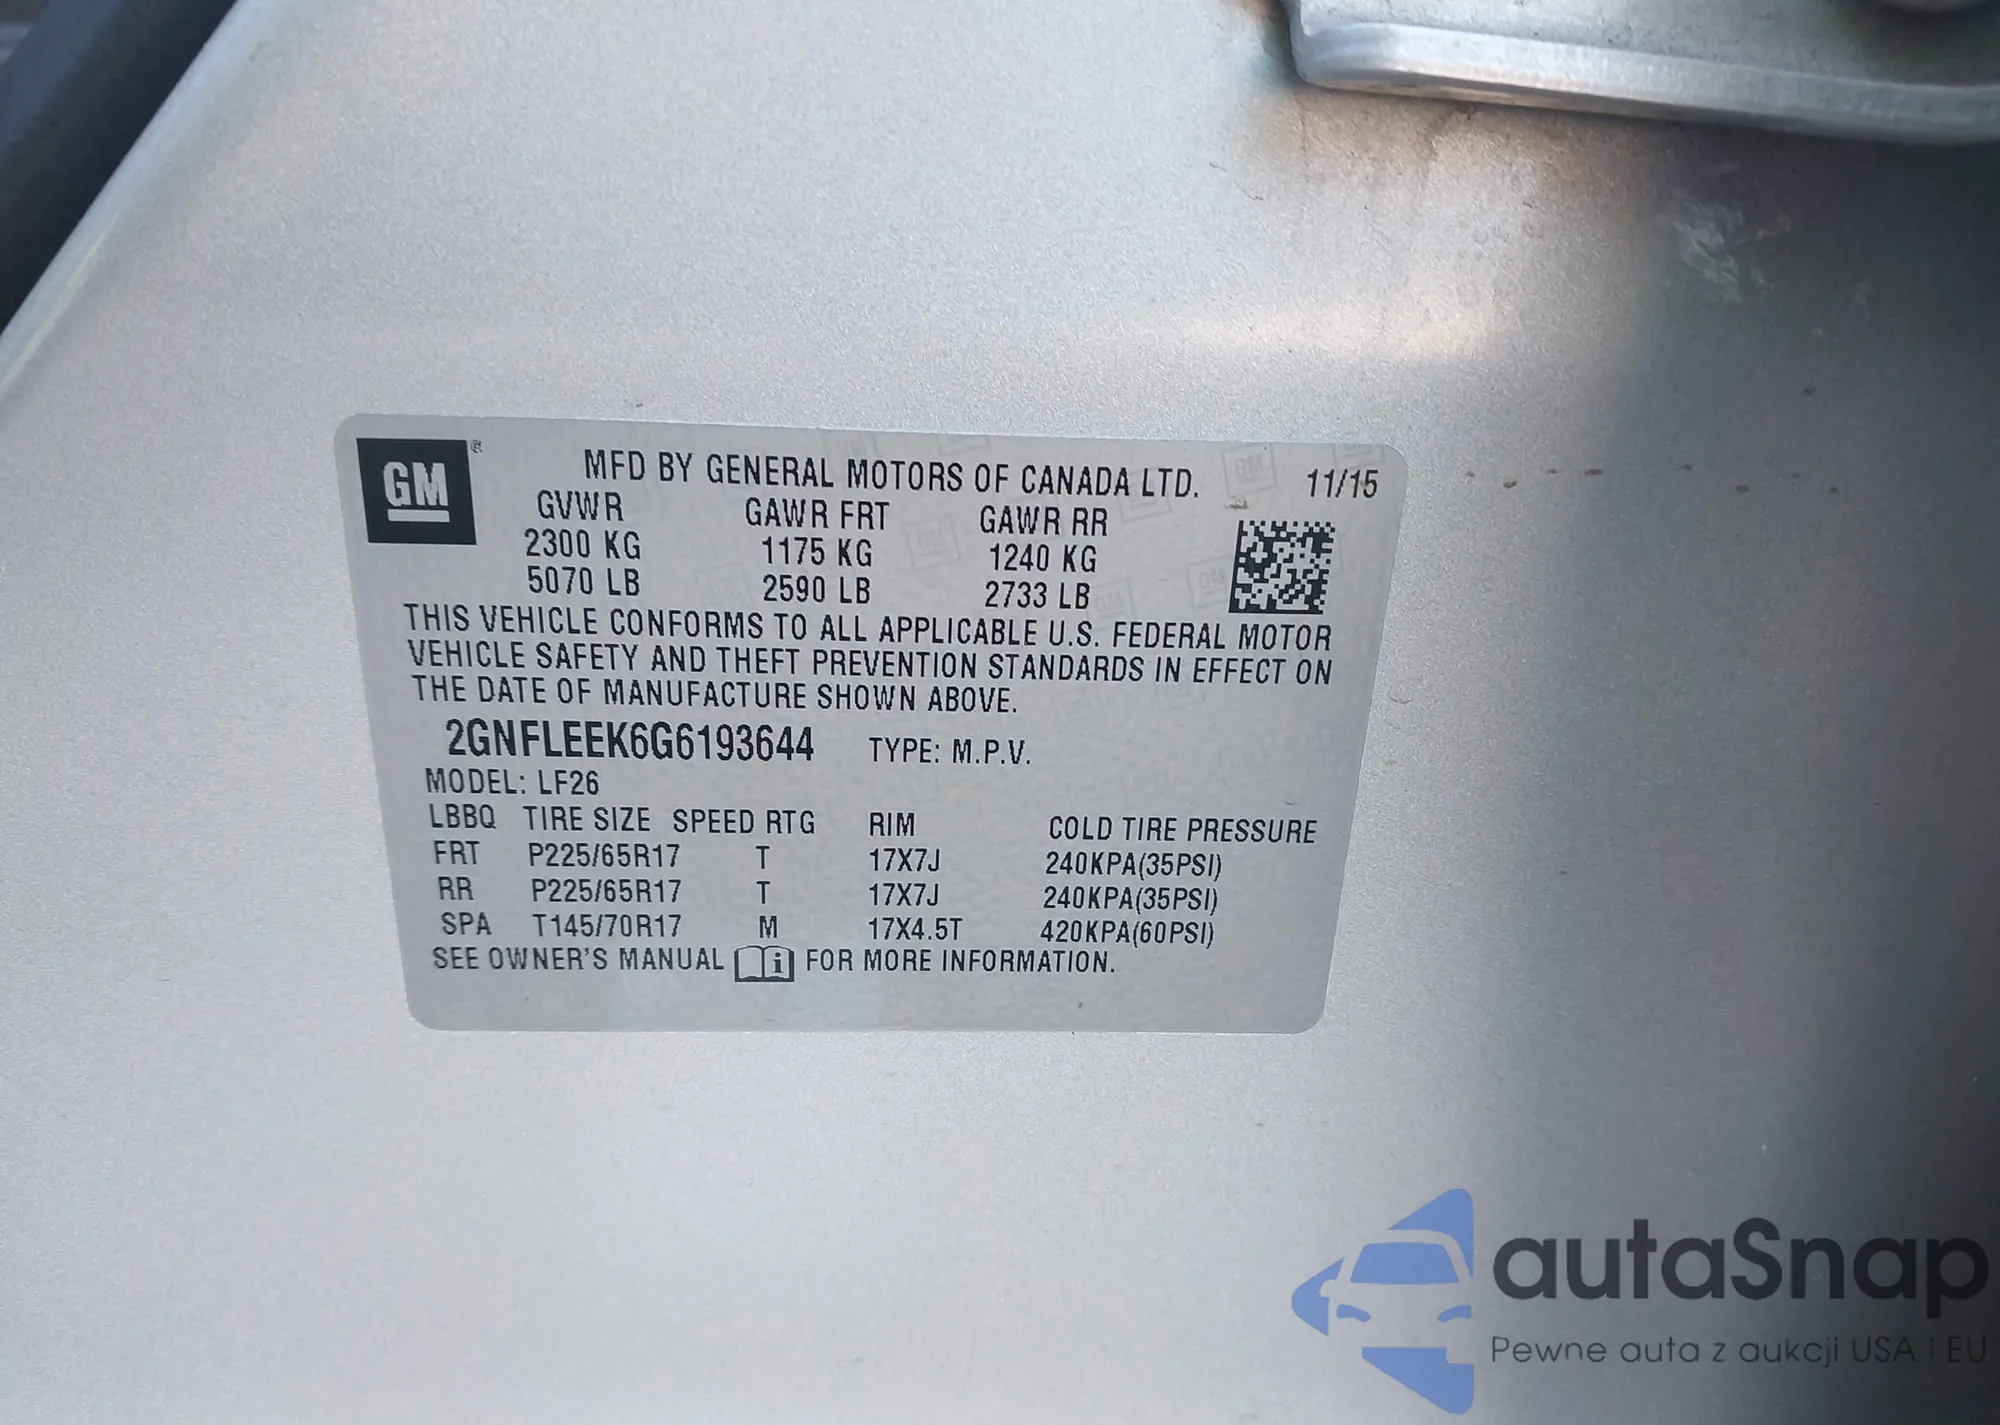 GM ®
MFD BY GENERAL MOTORS OF CANADA LTD. 11/15
GVWR GAWR FRT GAWR RR
2300 KG 1175 KG 1240 KG
5070 LB 2590 LB 2733 LB
THIS VEHICLE CONFORMS TO ALL APPLICABLE U.S. FEDERAL MOTOR
VEHICLE SAFETY AND THEFT PREVENTION STANDARDS IN EFFECT ON
THE DATE OF MANUFACTURE SHOWN ABOVE.
2GNFLEEK6G6193644 TYPE: M.P.V.
MODEL: LF26
LBBQ TIRE SIZE SPEED RTG RIM COLD TIRE PRESSURE
FRT P225/65R17 T 17X7J 240KPA(35PSI)
RR P225/65R17 T 17X7J 240KPA(35PSI)
SPA T145/70R17 M 17X4.5T 420KPA(60PSI)
SEE OWNER'S MANUAL i FOR MORE INFORMATION.
autaSnap
Pewne auta z aukcji USA i EU